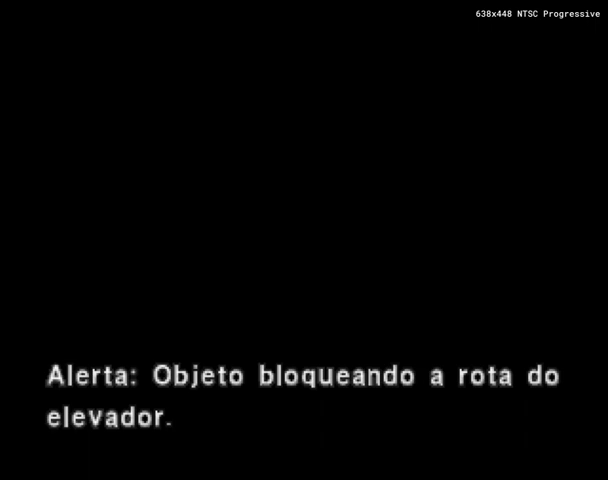 638x448 NTSC Progressive
Alerta: Objeto bloqueando a rota do
elevador.